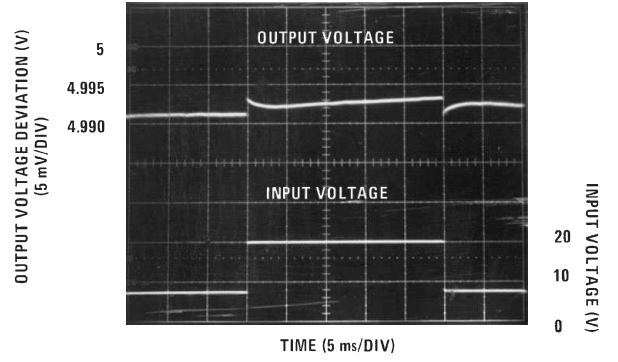 OUTPUT VOLTAGE DEVIATION (V)
(5 mV/DIV)
5
4.995
4.990
OUTPUT VOLTAGE
INPUT VOLTAGE
20
10
0
INPUT VOLTAGE (V)
TIME (5 ms/DIV)